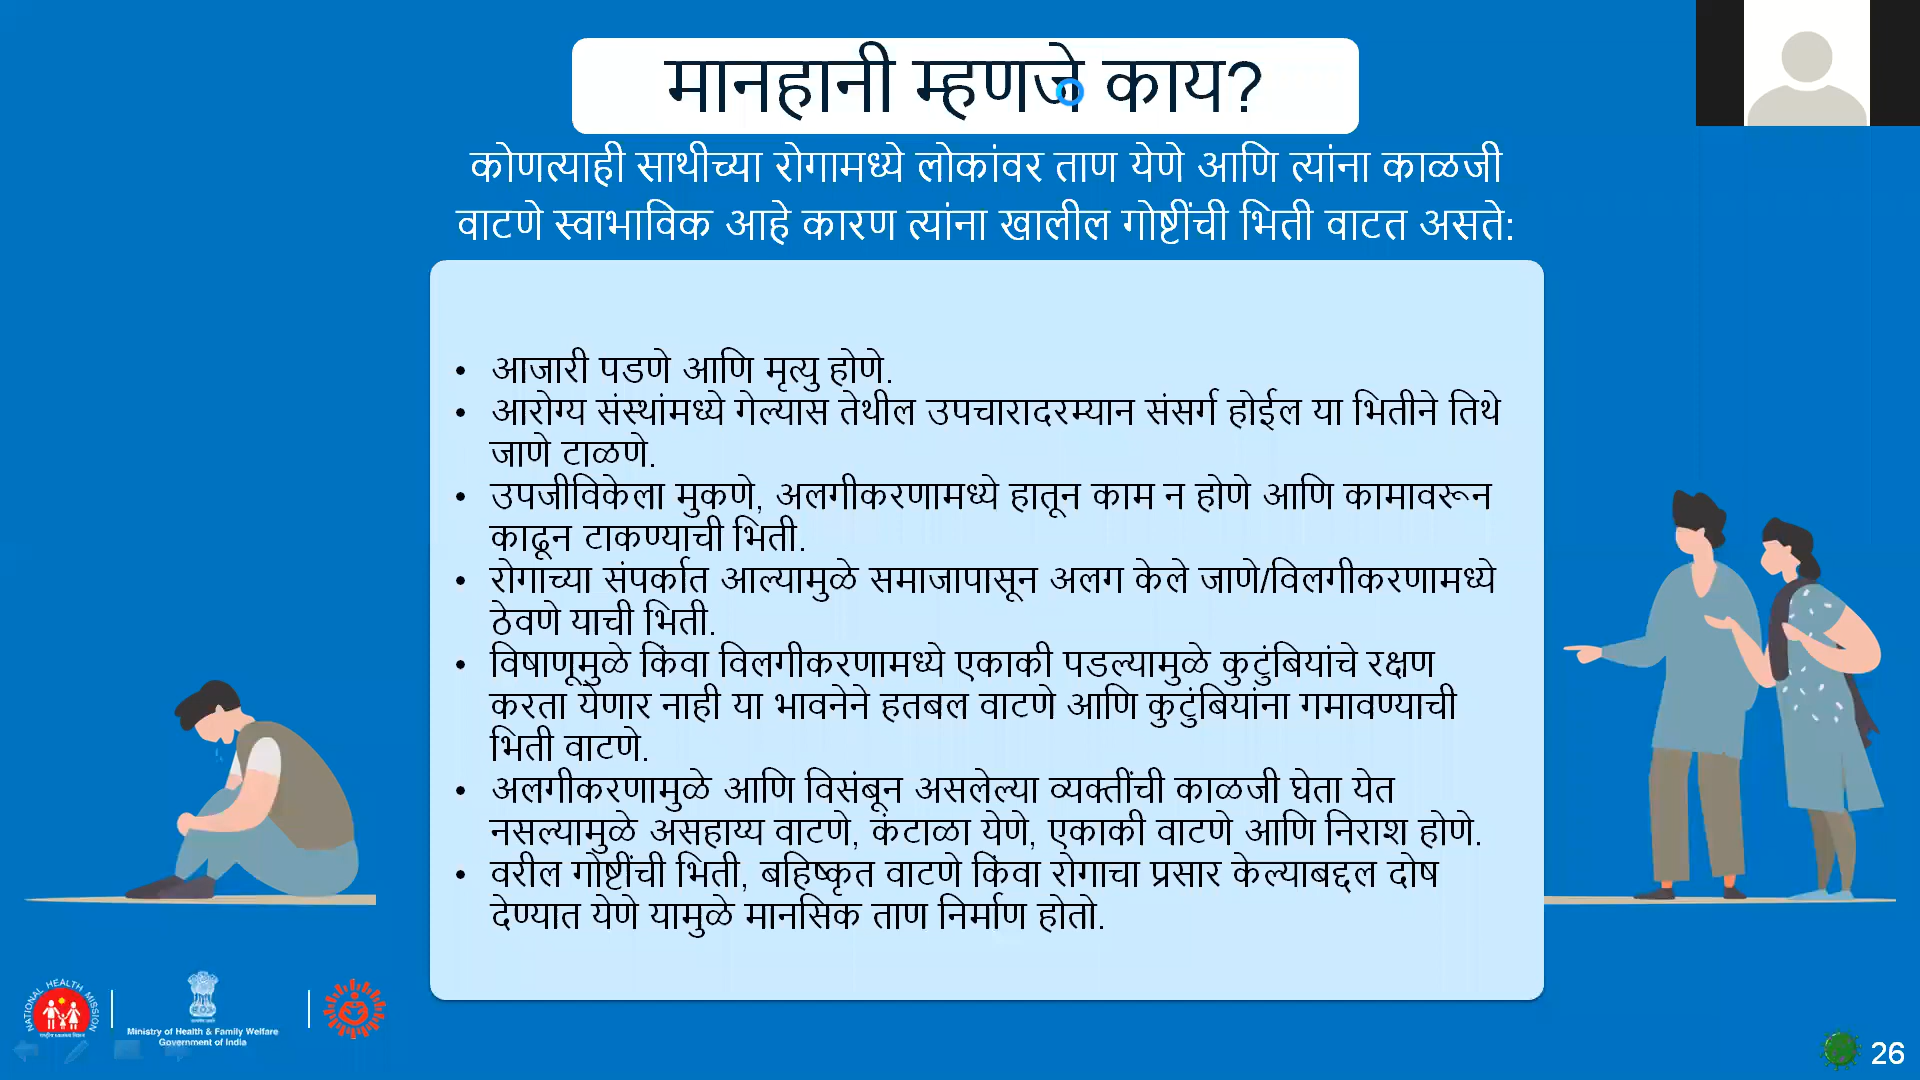 मानहानी म्हणजे काय?
कोणत्याही साथीच्या रोगामध्ये लोकांवर ताण येणे आणि त्यांना काळजी
वाटणे स्वाभाविक आहे कारण त्यांना खालील गोष्टींची भिती वाटत असते:
• आजारी पडणे आणि मृत्यु होणे.
• आरोग्य संस्थांमध्ये गेल्यास तेथील उपचारादरम्यान संसर्ग होईल या भितीने तिथे
जाणे टाळणे.
• उपजीविकेला मुकणे, अलगीकरणामध्ये हातून काम न होणे आणि कामावरून
काढून टाकण्याची भिती.
• रोगाच्या संपर्कात आल्यामुळे समाजापासून अलग केले जाणे/विलगीकरणामध्ये
ठेवणे याची भिती.
• विषाणूमुळे किंवा विलगीकरणामध्ये एकाकी पडल्यामुळे कुटुंबियांचे रक्षण
करता येणार नाही या भावनेने हतबल वाटणे आणि कुटुंबियांना गमावण्याची
भिती वाटणे.
• अलगीकरणामुळे आणि विसंबून असलेल्या व्यक्तींची काळजी घेता येत
नसल्यामुळे असहाय्य वाटणे, कंटाळा येणे, एकाकी वाटणे आणि निराश होणे.
• वरील गोष्टींची भिती, बहिष्कृत वाटणे किंवा रोगाचा प्रसार केल्याबद्दल दोष
देण्यात येणे यामुळे मानसिक ताण निर्माण होतो.
NATIONAL HEALTH MISSION
Ministry of Health & Family Welfare
Government of India
26